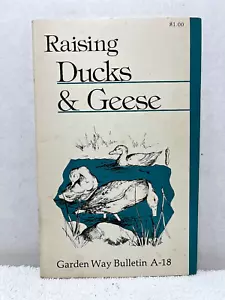 $1.00
Raising
Ducks
& Geese
Garden Way Bulletin A-18